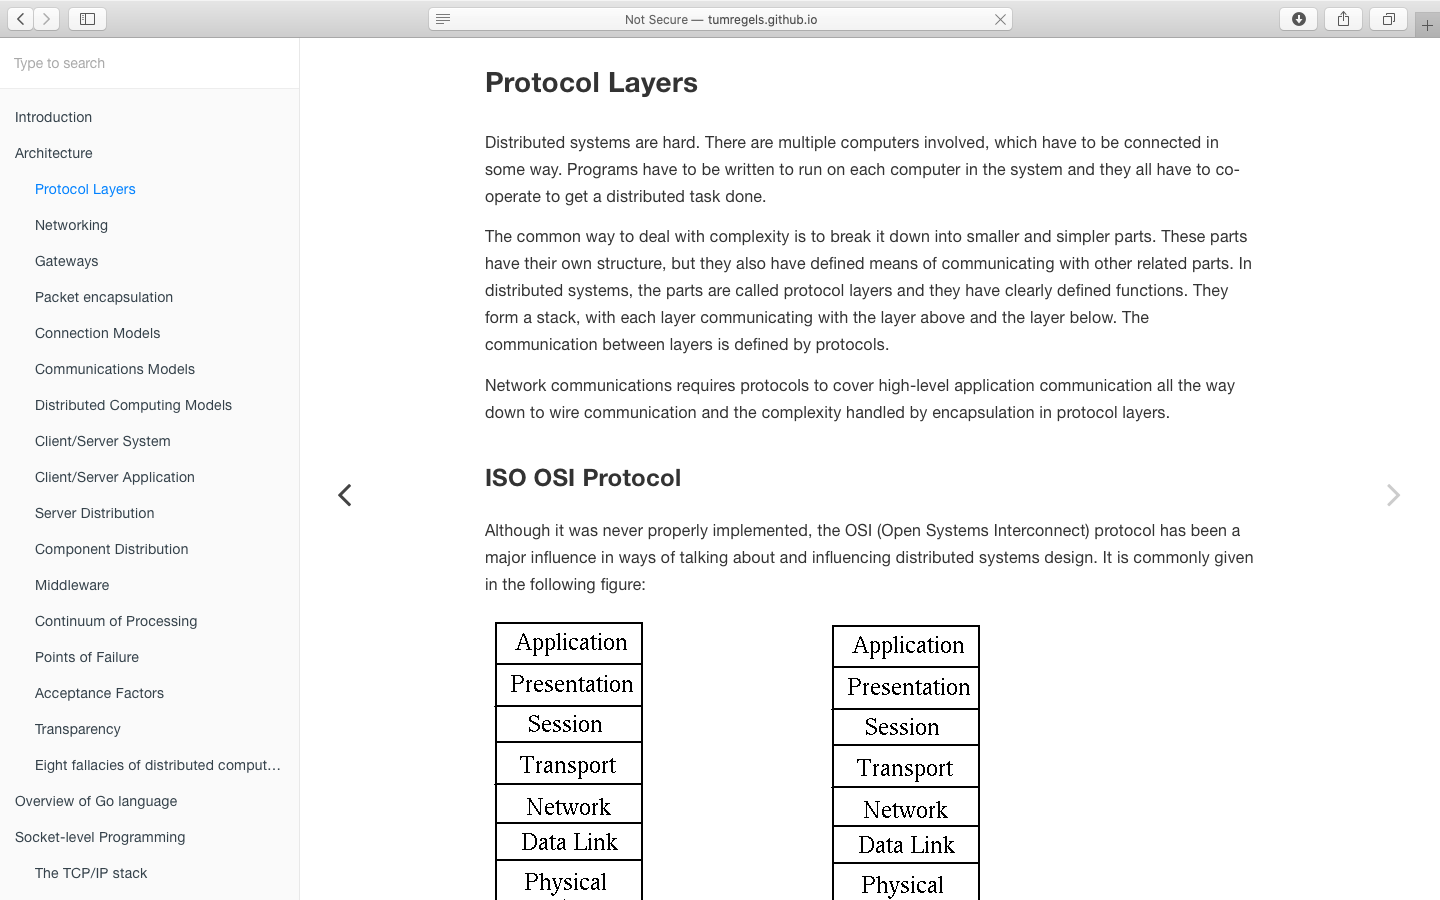 Not Secure — tumregels.github.io
Type to search
Introduction
Architecture
Protocol Layers
Networking
Gateways
Packet encapsulation
Connection Models
Communications Models
Distributed Computing Models
Client/Server System
Client/Server Application
Server Distribution
Component Distribution
Middleware
Continuum of Processing
Points of Failure
Acceptance Factors
Transparency
Eight fallacies of distributed comput...
Overview of Go language
Socket-level Programming
The TCP/IP stack
Protocol Layers
Distributed systems are hard. There are multiple computers involved, which have to be connected in
some way. Programs have to be written to run on each computer in the system and they all have to co-
operate to get a distributed task done.
The common way to deal with complexity is to break it down into smaller and simpler parts. These parts
have their own structure, but they also have defined means of communicating with other related parts. In
distributed systems, the parts are called protocol layers and they have clearly defined functions. They
form a stack, with each layer communicating with the layer above and the layer below. The
communication between layers is defined by protocols.
Network communications requires protocols to cover high-level application communication all the way
down to wire communication and the complexity handled by encapsulation in protocol layers.
ISO OSI Protocol
Although it was never properly implemented, the OSI (Open Systems Interconnect) protocol has been a
major influence in ways of talking about and influencing distributed systems design. It is commonly given
in the following figure:
Application
Presentation
Session
Transport
Network
Data Link
Physical
Application
Presentation
Session
Transport
Network
Data Link
Physical